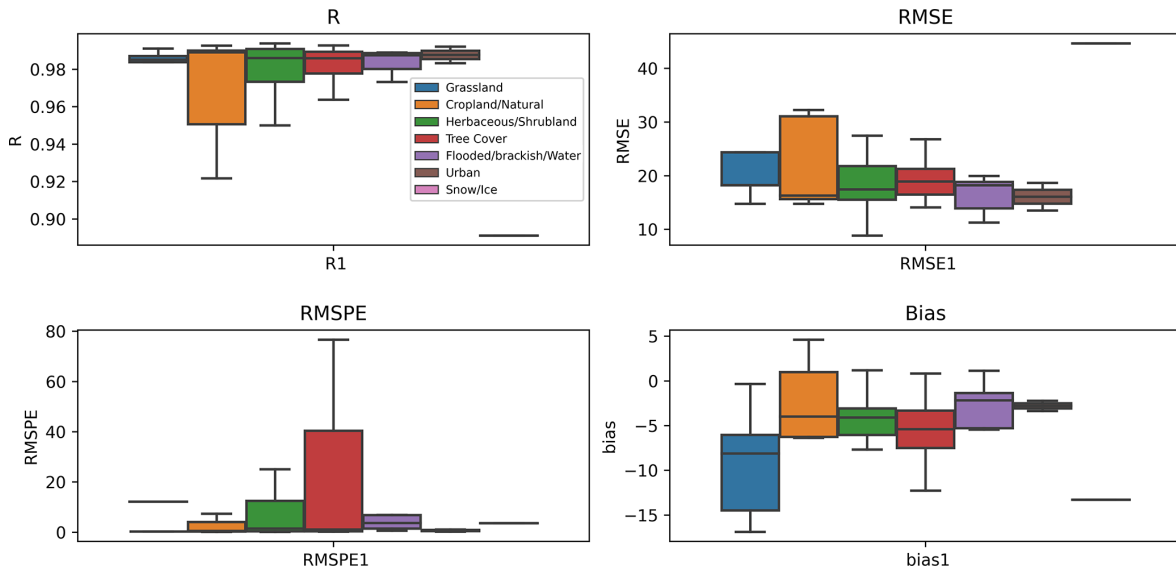 R
R
0.98
0.96
0.94
0.92
0.90
R1
Grassland
Cropland/Natural
Herbaceous/Shrubland
Tree Cover
Flooded/brackish/Water
Urban
Snow/Ice
RMSE
RMSE
40
30
20
10
RMSE1
RMSPE
RMSPE
80
60
40
20
0
RMSPE1
Bias
bias
5
0
−5
−10
−15
bias1